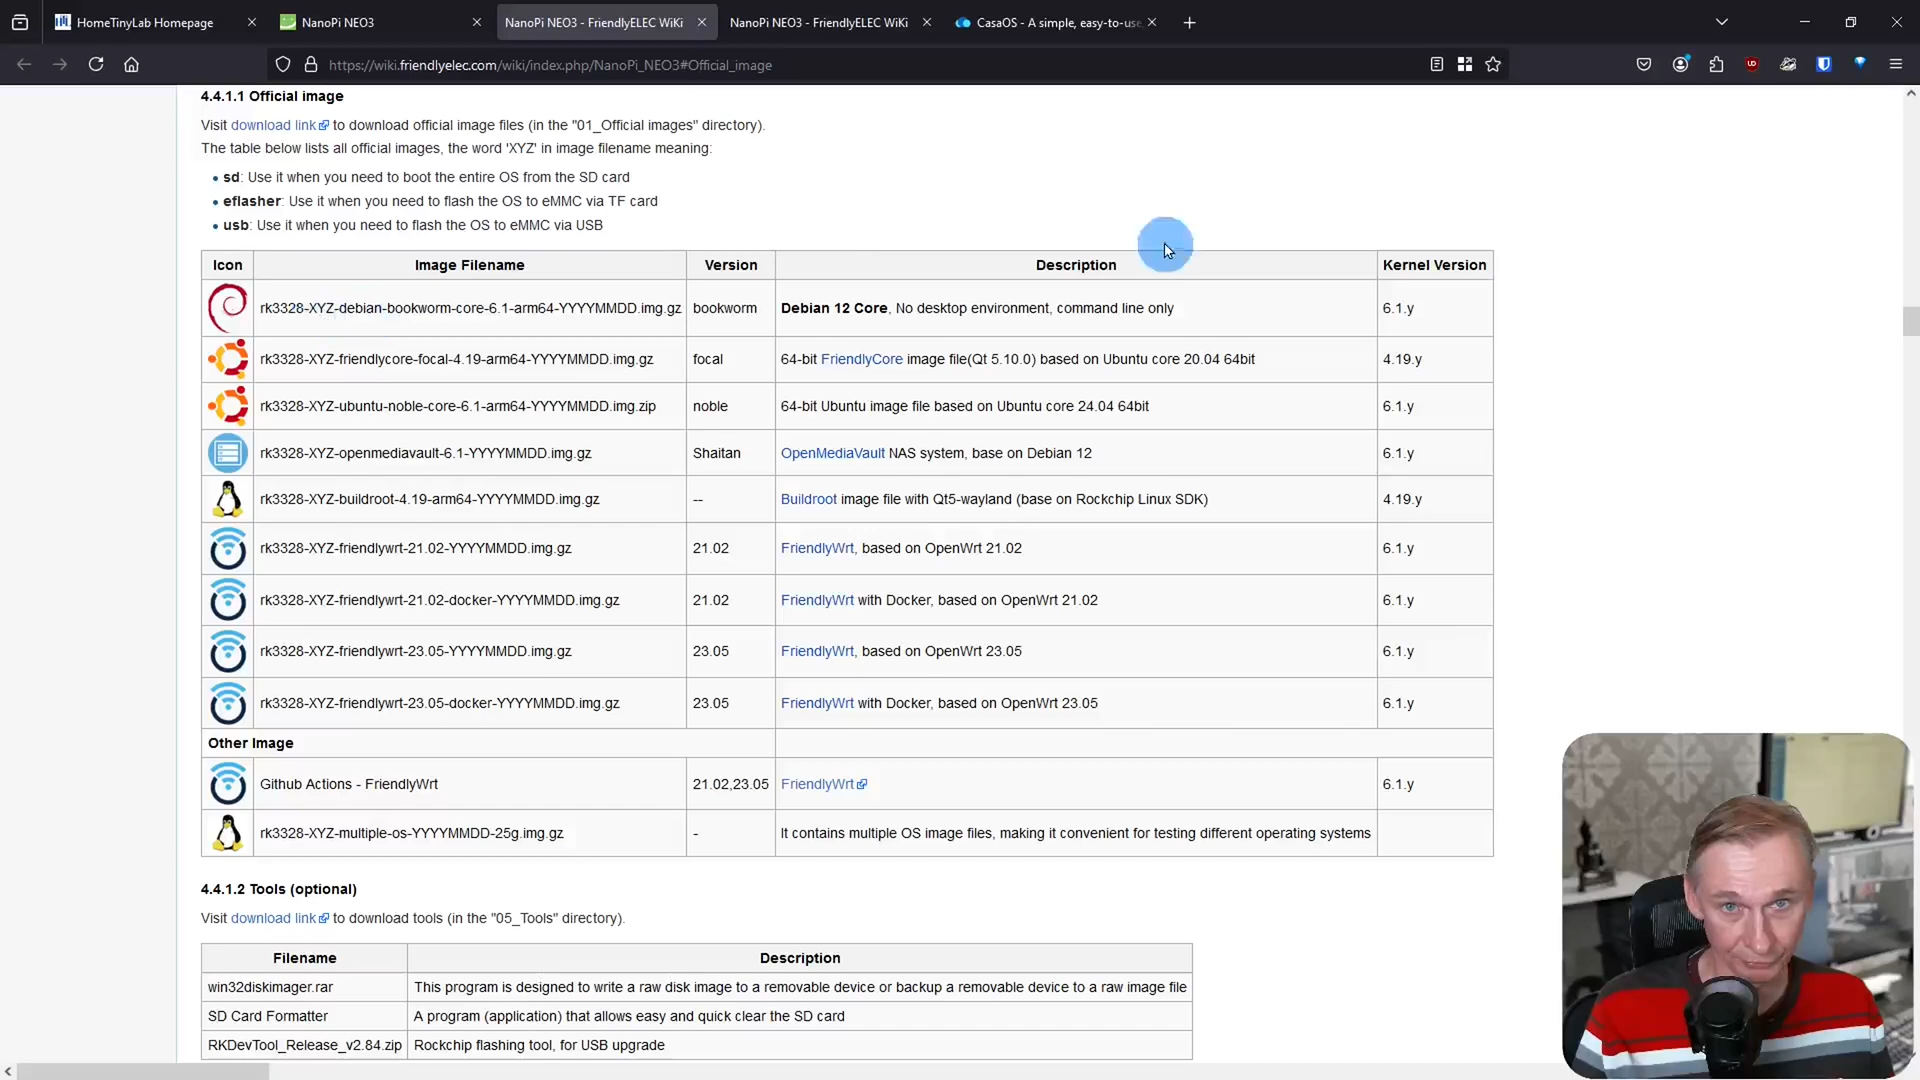 HomeTinyLab Homepage
NanoPi NEO3
NanoPi NEO3 - FriendlyELEC WiKi
NanoPi NEO3 - FriendlyELEC WiKi
CasaOS - A simple, easy-to-use
https://wiki.friendlyelec.com/wiki/index.php/NanoPi_NEO3#Official_image
4.4.1.1 Official image
Visit download link to download official image files (in the "01_Official images" directory).
The table below lists all official images, the word 'XYZ' in image filename meaning:
sd: Use it when you need to boot the entire OS from the SD card
eflasher: Use it when you need to flash the OS to eMMC via TF card
usb: Use it when you need to flash the OS to eMMC via USB
Icon Image Filename Version Description Kernel Version
rk3328-XYZ-debian-bookworm-core-6.1-arm64-YYYYMMDD.img.gz bookworm Debian 12 Core, No desktop environment, command line only 6.1.y
rk3328-XYZ-friendlycore-focal-4.19-arm64-YYYYMMDD.img.gz focal 64-bit FriendlyCore image file(Qt 5.10.0) based on Ubuntu core 20.04 64bit 4.19.y
rk3328-XYZ-ubuntu-noble-core-6.1-arm64-YYYYMMDD.img.zip noble 64-bit Ubuntu image file based on Ubuntu core 24.04 64bit 6.1.y
rk3328-XYZ-openmediavault-6.1-YYYYMMDD.img.gz Shaitan OpenMediaVault NAS system, base on Debian 12 6.1.y
rk3328-XYZ-buildroot-4.19-arm64-YYYYMMDD.img.gz -- Buildroot image file with Qt5-wayland (base on Rockchip Linux SDK) 4.19.y
rk3328-XYZ-friendlywrt-21.02-YYYYMMDD.img.gz 21.02 FriendlyWrt, based on OpenWrt 21.02 6.1.y
rk3328-XYZ-friendlywrt-21.02-docker-YYYYMMDD.img.gz 21.02 FriendlyWrt with Docker, based on OpenWrt 21.02 6.1.y
rk3328-XYZ-friendlywrt-23.05-YYYYMMDD.img.gz 23.05 FriendlyWrt, based on OpenWrt 23.05 6.1.y
rk3328-XYZ-friendlywrt-23.05-docker-YYYYMMDD.img.gz 23.05 FriendlyWrt with Docker, based on OpenWrt 23.05 6.1.y
Other Image
Github Actions - FriendlyWrt 21.02,23.05 FriendlyWrt 6.1.y
rk3328-XYZ-multiple-os-YYYYMMDD-25g.img.gz - It contains multiple OS image files, making it convenient for testing different operating systems
4.4.1.2 Tools (optional)
Visit download link to download tools (in the "05_Tools" directory).
Filename Description
win32diskimager.rar This program is designed to write a raw disk image to a removable device or backup a removable device to a raw image file
SD Card Formatter A program (application) that allows easy and quick clear the SD card
RKDevTool_Release_v2.84.zip Rockchip flashing tool, for USB upgrade